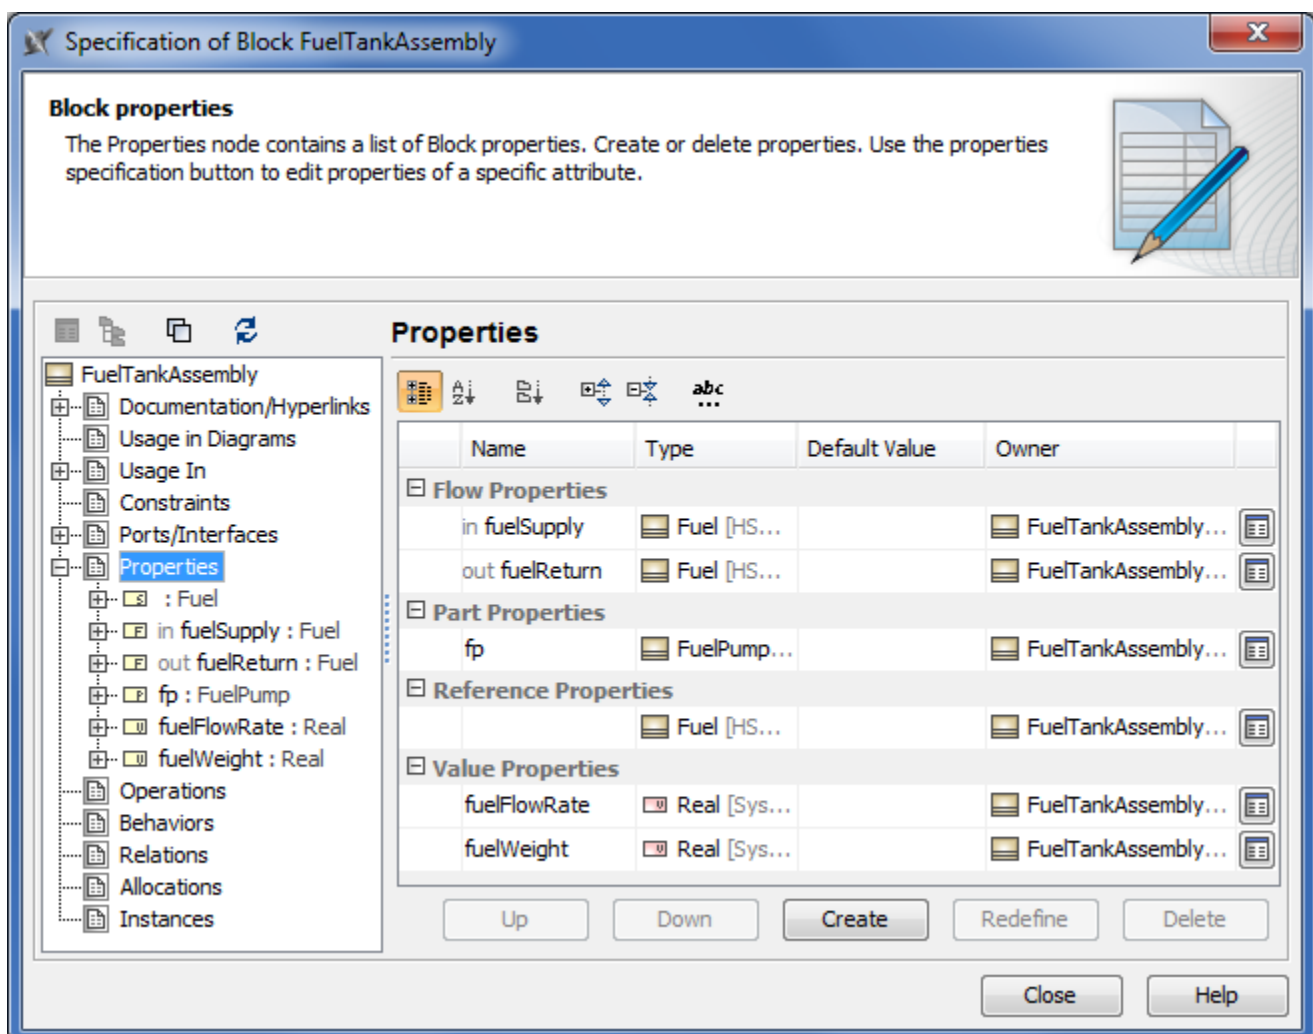 Specification of Block FuelTankAssembly
Block properties
The Properties node contains a list of Block properties. Create or delete properties. Use the properties
specification button to edit properties of a specific attribute.
FuelTankAssembly
Documentation/Hyperlinks
Usage in Diagrams
Usage In
Constraints
Ports/Interfaces
Properties
: Fuel
in fuelSupply : Fuel
out fuelReturn : Fuel
fp : FuelPump
fuelFlowRate : Real
fuelWeight : Real
Operations
Behaviors
Relations
Allocations
Instances
Properties
abc
Name Type Default Value Owner
Flow Properties
in fuelSupply Fuel [HS... FuelTankAssembly...
out fuelReturn Fuel [HS... FuelTankAssembly...
Part Properties
fp FuelPump... FuelTankAssembly...
Reference Properties
Fuel [HS... FuelTankAssembly...
Value Properties
fuelFlowRate Real [Sys... FuelTankAssembly...
fuelWeight Real [Sys... FuelTankAssembly...
Up Down Create Redefine Delete
Close Help